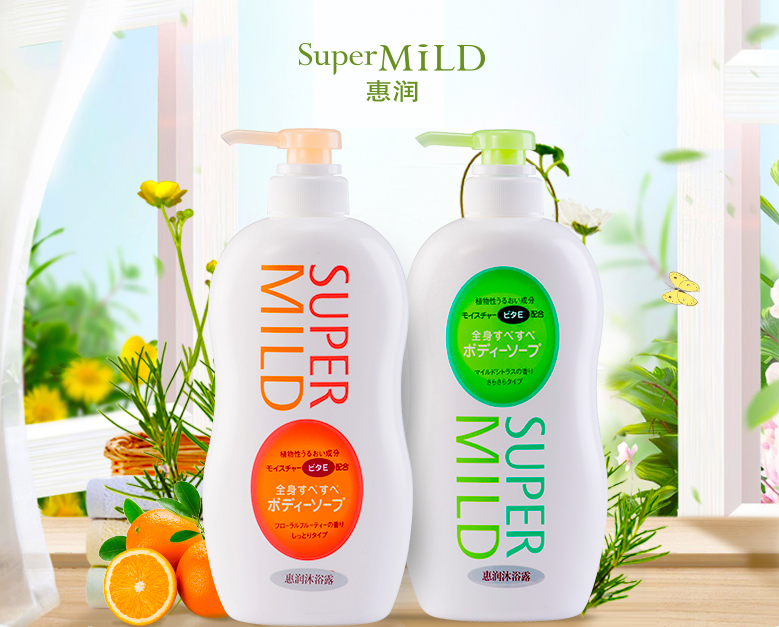 SuperMiLD
惠润
SUPER
MILD
植物性うるおい成分
モイスチャー ビタE 配合
全身すべすべ
ボディーソープ
フローラルフルーティーの香り
しっとりタイプ
惠润沐浴露
植物性うるおい成分
モイスチャー ビタE 配合
全身すべすべ
ボディーソープ
マイルドシトラスの香り
さらさらタイプ
SUPER
MILD
惠润沐浴露